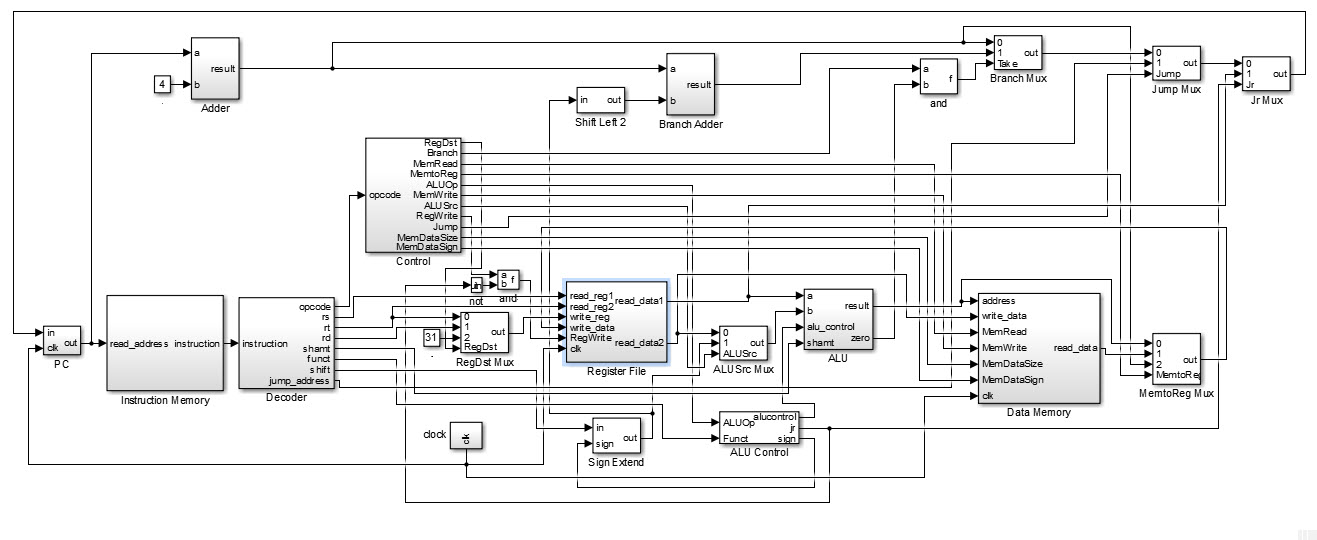 Adder
a
b
result
4
Shift Left 2
in
out
Branch Adder
a
b
result
and
a
b
f
Branch Mux
0
1
Take
out
Jump Mux
0
1
Jump
out
Jr Mux
0
1
Jr
out
Control
opcode
RegDst
Branch
MemRead
MemtoReg
ALUOp
MemWrite
ALUSrc
RegWrite
Jump
MemDataSize
MemDataSign
not
and
a
b
f
PC
in
clk
out
Instruction Memory
read_address
instruction
Decoder
instruction
opcode
rs
rt
rd
shamt
funct
shift
jump_address
31
RegDst Mux
0
1
2
RegDst
out
Register File
read_reg1
read_reg2
write_reg
write_data
RegWrite
clk
read_data1
read_data2
ALUSrc Mux
0
1
ALUSrc
out
ALU
a
b
alu_control
shamt
result
zero
Data Memory
address
write_data
MemRead
MemWrite
MemDataSize
MemDataSign
clk
read_data
MemtoReg Mux
0
1
2
MemtoReg
out
clock
clk
Sign Extend
in
sign
out
ALU Control
ALUOp
Funct
alucontrol
jr
sign